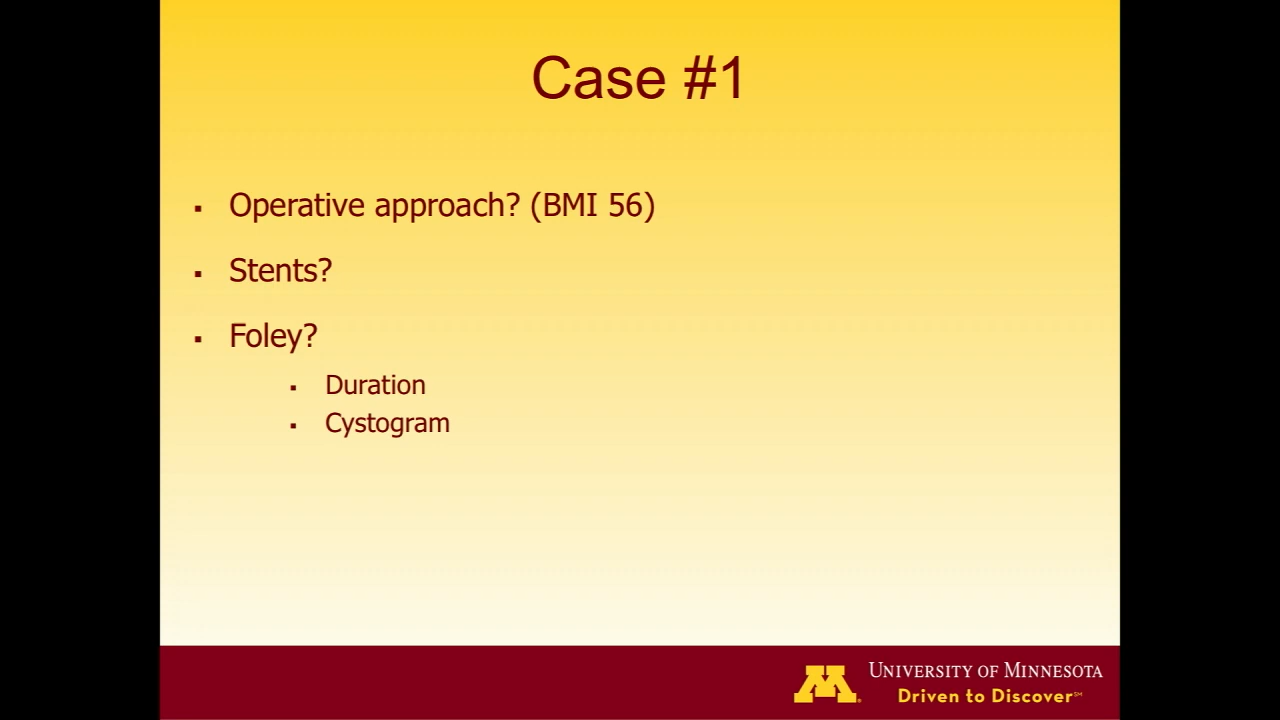 Case #1
▪ Operative approach? (BMI 56)
▪ Stents?
▪ Foley?
▪ Duration
▪ Cystogram
UNIVERSITY OF MINNESOTA
Driven to Discover℠